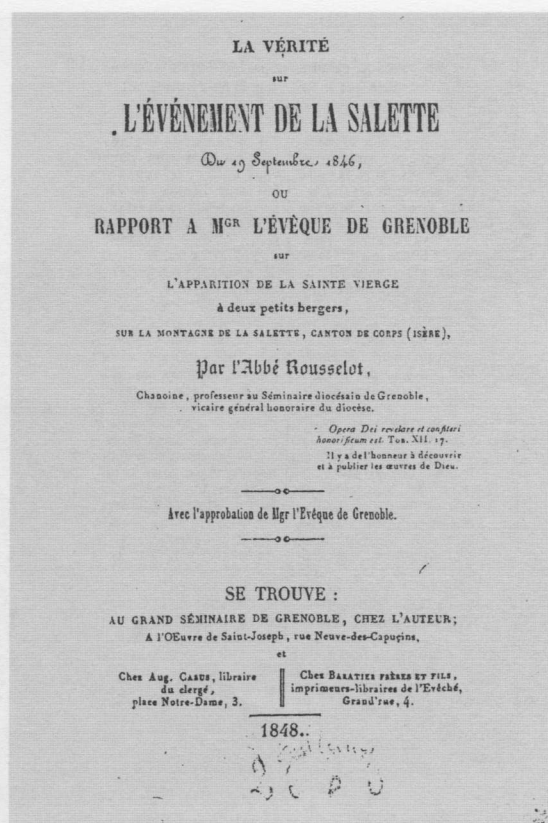 LA VÉRITÉ
sur
L'ÉVÉNEMENT DE LA SALETTE
Du 19 Septembre 1846,
OU
RAPPORT A MGR L'ÉVÊQUE DE GRENOBLE
sur
L'APPARITION DE LA SAINTE VIERGE
à deux petits bergers,
SUR LA MONTAGNE DE LA SALETTE, CANTON DE CORPS (ISÈRE),
Par l'Abbé Rousselot,
Chanoine, professeur au Séminaire diocésain de Grenoble,
vicaire général honoraire du diocèse.
Opera Dei revelare et confiteri
honorificum est. TOB. XII. 17.
Il y a de l'honneur à découvrir
et à publier les œuvres de Dieu.
Avec l'approbation de Mgr l'Evéque de Grenoble.
SE TROUVE :
AU GRAND SÉMINAIRE DE GRENOBLE, CHEZ L'AUTEUR;
A l'OEuvre de Saint-Joseph, rue Neuve-des-Capucins,
et
Chez Aug. CARUS, libraire
du clergé,
place Notre-Dame, 3.
Chez BARATIER FRÈRES ET FILS,
imprimeurs-libraires de l'Evêché,
Grand'rue, 4.
1848.